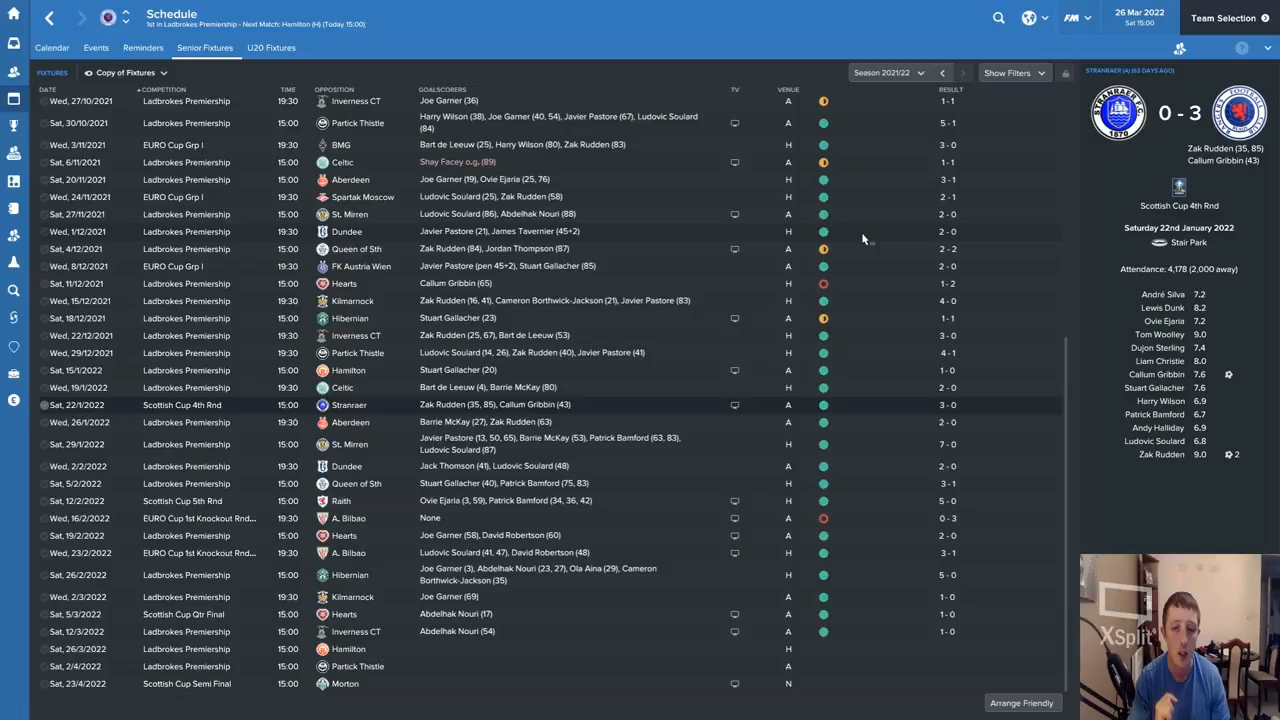 Schedule
1st in Ladbrokes Premiership - Next Match: Hamilton (H) (Today 15:00)
FM
26 Mar 2022
Sat 15:00
Team Selection
Calendar Events Reminders Senior Fixtures U20 Fixtures
FIXTURES Copy of Fixtures Season 2021/22 Show Filters
DATE COMPETITION TIME OPPOSITION GOALSCORERS TV VENUE RESULT
Wed, 27/10/2021 Ladbrokes Premiership 19:30 Inverness CT Joe Garner (36) A 1-1
Sat, 30/10/2021 Ladbrokes Premiership 15:00 Partick Thistle Harry Wilson (38), Joe Garner (40, 54), Javier Pastore (67), Ludovic Soulard
(84) A 5-1
Wed, 3/11/2021 EURO Cup Grp I 19:30 BMG Bart de Leeuw (25), Harry Wilson (80), Zak Rudden (83) H 3-0
Sat, 6/11/2021 Ladbrokes Premiership 15:00 Celtic Shay Facey o.g. (89) A 1-1
Sat, 20/11/2021 Ladbrokes Premiership 15:00 Aberdeen Joe Garner (19), Ovie Ejaria (25, 76) H 3-1
Wed, 24/11/2021 EURO Cup Grp I 19:30 Spartak Moscow Ludovic Soulard (25), Zak Rudden (58) H 2-1
Sat, 27/11/2021 Ladbrokes Premiership 15:00 St. Mirren Ludovic Soulard (86), Abdelhak Nouri (88) A 2-0
Wed, 1/12/2021 Ladbrokes Premiership 19:30 Dundee Javier Pastore (21), James Tavernier (45+2) H 2-0
Sat, 4/12/2021 Ladbrokes Premiership 15:00 Queen of Sth Zak Rudden (84), Jordan Thompson (87) A 2-2
Wed, 8/12/2021 EURO Cup Grp I 19:30 FK Austria Wien Javier Pastore (pen 45+2), Stuart Gallacher (85) A 2-0
Sat, 11/12/2021 Ladbrokes Premiership 15:00 Hearts Callum Gribbin (65) H 1-2
Wed, 15/12/2021 Ladbrokes Premiership 19:30 Kilmarnock Zak Rudden (16, 41), Cameron Borthwick-Jackson (21), Javier Pastore (83) H 4-0
Sat, 18/12/2021 Ladbrokes Premiership 15:00 Hibernian Stuart Gallacher (23) A 1-1
Wed, 22/12/2021 Ladbrokes Premiership 19:30 Inverness CT Zak Rudden (25, 67), Bart de Leeuw (53) H 3-0
Wed, 29/12/2021 Ladbrokes Premiership 19:30 Partick Thistle Ludovic Soulard (14, 26), Zak Rudden (40), Javier Pastore (41) H 4-1
Sat, 15/1/2022 Ladbrokes Premiership 15:00 Hamilton Stuart Gallacher (20) A 1-0
Wed, 19/1/2022 Ladbrokes Premiership 19:30 Celtic Bart de Leeuw (4), Barrie McKay (80) H 2-0
Sat, 22/1/2022 Scottish Cup 4th Rnd 15:00 Stranraer Zak Rudden (35, 85), Callum Gribbin (43) A 3-0
Wed, 26/1/2022 Ladbrokes Premiership 19:30 Aberdeen Barrie McKay (27), Zak Rudden (63) A 2-0
Sat, 29/1/2022 Ladbrokes Premiership 15:00 St. Mirren Javier Pastore (13, 50, 65), Barrie McKay (53), Patrick Bamford (63, 83),
Ludovic Soulard (87) H 7-0
Wed, 2/2/2022 Ladbrokes Premiership 19:30 Dundee Jack Thomson (41), Ludovic Soulard (48) A 2-0
Sat, 5/2/2022 Ladbrokes Premiership 15:00 Queen of Sth Stuart Gallacher (40), Patrick Bamford (75, 83) H 3-1
Sat, 12/2/2022 Scottish Cup 5th Rnd 15:00 Raith Ovie Ejaria (3, 59), Patrick Bamford (34, 36, 42) H 5-0
Wed, 16/2/2022 EURO Cup 1st Knockout Rnd... 19:30 A. Bilbao None A 0-3
Sat, 19/2/2022 Ladbrokes Premiership 15:00 Hearts Joe Garner (58), David Robertson (60) A 2-0
Wed, 23/2/2022 EURO Cup 1st Knockout Rnd... 19:30 A. Bilbao Ludovic Soulard (41, 47), David Robertson (48) H 3-1
Sat, 26/2/2022 Ladbrokes Premiership 15:00 Hibernian Joe Garner (3), Abdelhak Nouri (23, 27), Ola Aina (29), Cameron
Borthwick-Jackson (35) H 5-0
Wed, 2/3/2022 Ladbrokes Premiership 19:30 Kilmarnock Joe Garner (69) A 1-0
Sat, 5/3/2022 Scottish Cup Qtr Final 15:00 Hearts Abdelhak Nouri (17) A 1-0
Sat, 12/3/2022 Ladbrokes Premiership 15:00 Inverness CT Abdelhak Nouri (54) A 1-0
Sat, 26/3/2022 Ladbrokes Premiership 15:00 Hamilton H
Sat, 2/4/2022 Ladbrokes Premiership 15:00 Partick Thistle A
Sat, 23/4/2022 Scottish Cup Semi Final 15:00 Morton N
Arrange Friendly
STRANRAER (A) (63 DAYS AGO)
STRANRAER F.C.
1870
0 - 3
Zak Rudden (35, 85)
Callum Gribbin (43)
Scottish Cup 4th Rnd
Saturday 22nd January 2022
Stair Park
Attendance: 4,178 (2,000 away)
André Silva 7.2
Lewis Dunk 8.2
Ovie Ejaria 7.2
Tom Woolley 9.0
Dujon Sterling 7.4
Liam Christie 8.0
Callum Gribbin 7.6
Stuart Gallacher 7.6
Harry Wilson 6.9
Patrick Bamford 6.7
Andy Halliday 6.9
Ludovic Soulard 6.8
Zak Rudden 9.0 2
XSplit